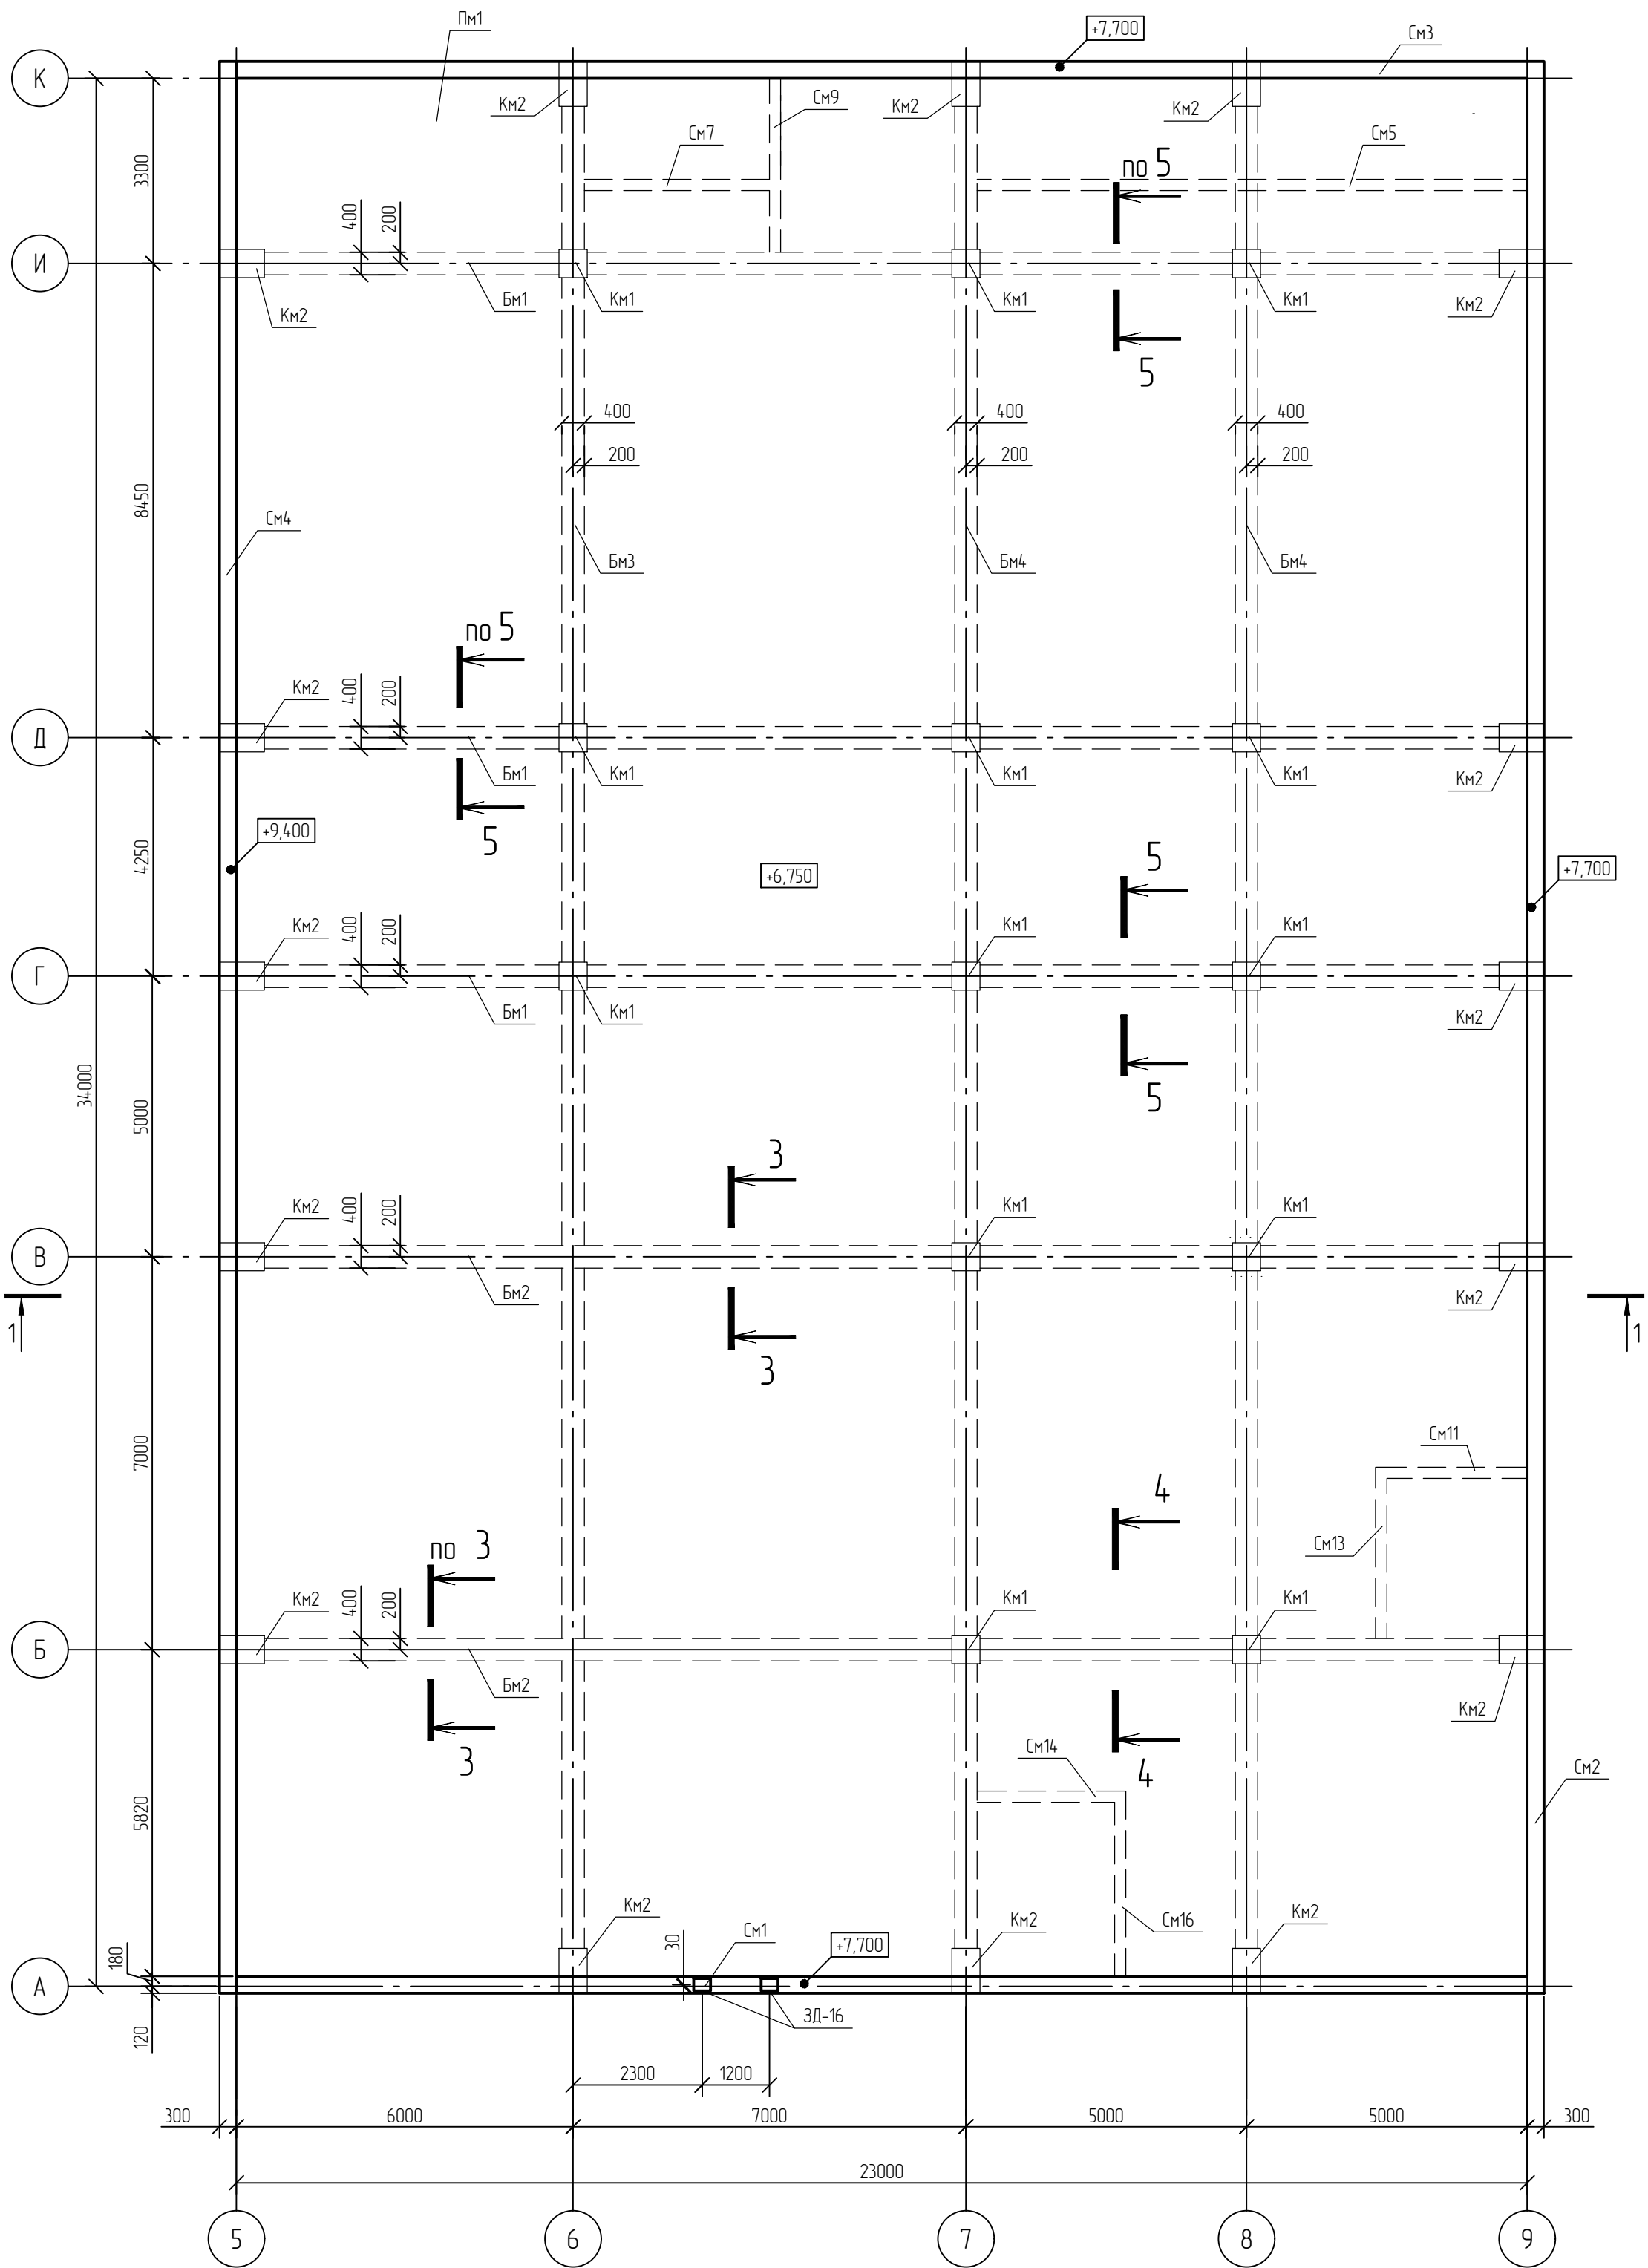 Пм1
+7,700
См3
К
Км2
См9
Км2
Км2
См7
См5
3300
по 5
400
200
И
Км2
Бм1
Км1
Км1
Км1
Км2
5
400
400
400
200
200
200
8450
См4
Бм3
Бм4
Бм4
по 5
Км2
400
200
Д
Бм1
Км1
Км1
Км1
Км2
5
+9,400
4250
+6,750
5
+7,700
Км2
400
200
Км1
Км1
Г
Бм1
Км1
Км2
34000
5000
5
3
Км2
400
200
Км1
Км1
В
Бм2
Км2
1
1
3
7000
См11
4
См13
по 3
Км2
400
200
Км1
Км1
Б
Бм2
Км2
3
См14
4
См2
5820
Км2
См1
+7,700
Км2
См16
Км2
180
30
А
120
ЗД-16
2300
1200
300
6000
7000
5000
5000
300
23000
5
6
7
8
9